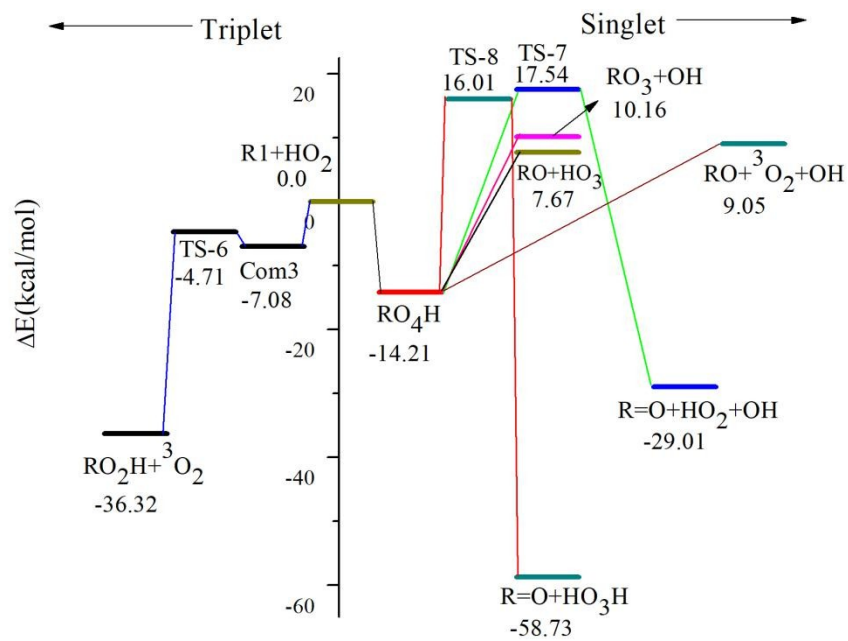 Triplet
Singlet
TS-8
16.01
TS-7
17.54
RO3+OH
10.16
R1+HO2
0.0
RO+HO3
7.67
RO+3O2+OH
9.05
TS-6
-4.71
Com3
-7.08
RO4H
-14.21
R=O+HO2+OH
-29.01
RO2H+3O2
-36.32
R=O+HO3H
-58.73
ΔE(kcal/mol)
20
0
-20
-40
-60